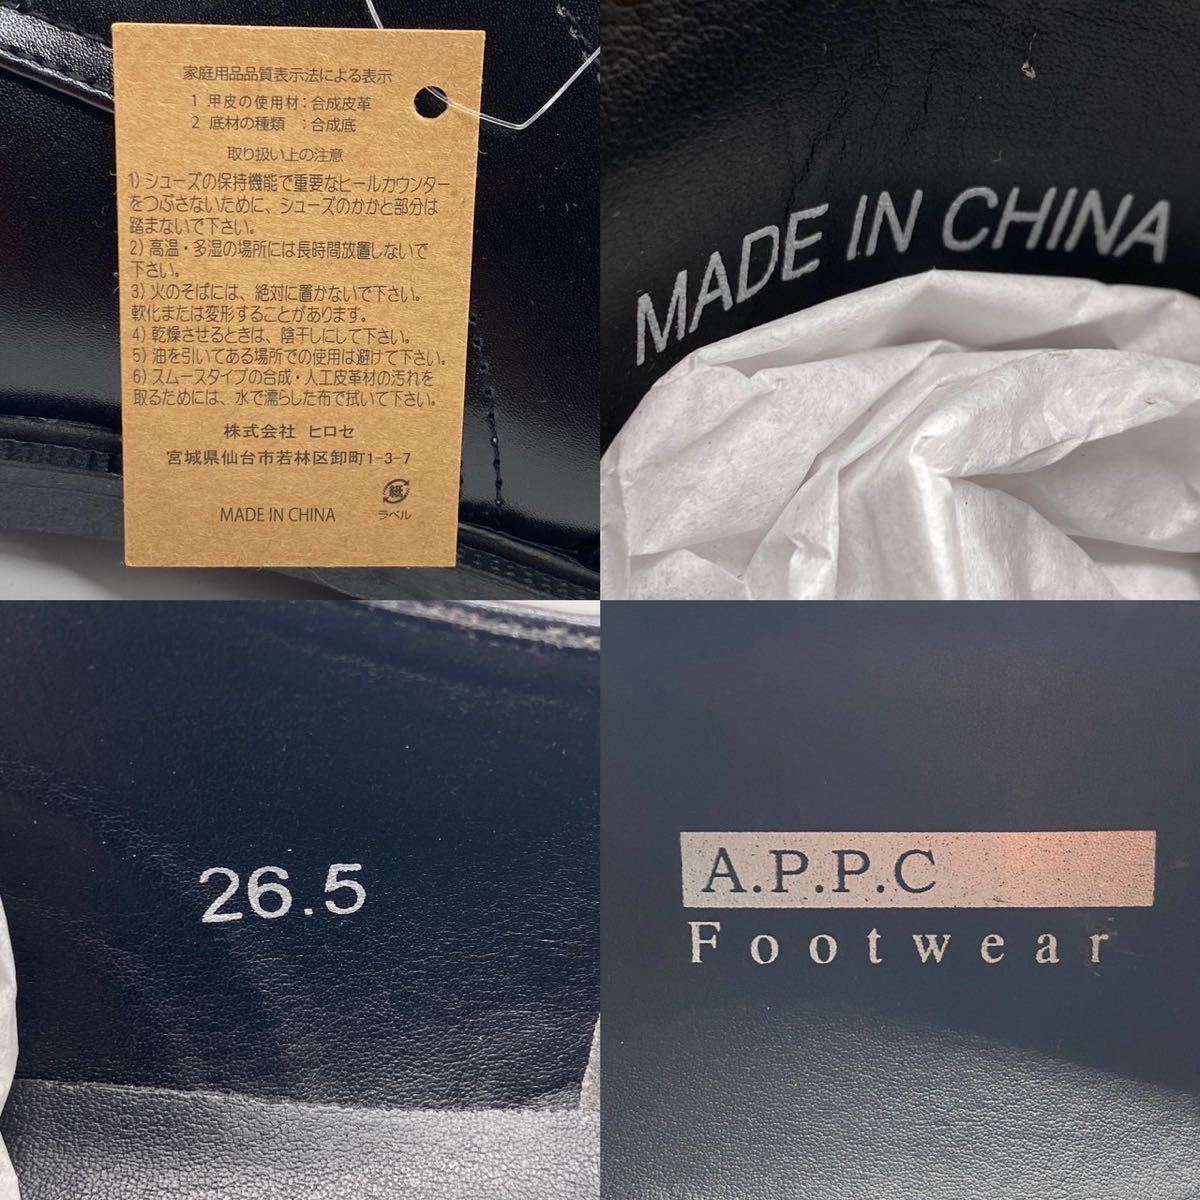 家庭用品品質表示法による表示
1 甲皮の使用材:合成皮革
2 底材の種類 :合成底
取り扱い上の注意
1)シューズの保持機能で重要なヒールカウンター
をつぶさないために、シューズのかかと部分は
踏まないで下さい。
2)高温・多湿の場所には長時間放置しないで
下さい。
3)火のそばには、絶対に置かないで下さい。
軟化または変形することがあります。
4)乾燥させるときは、陰干しにして下さい。
5)油を引いてある場所での使用は避けて下さい。
6)スムースタイプの合成・人工皮革材の汚れを
取るためには、水で濡らした布で拭いて下さい。
株式会社 ヒロセ
宮城県仙台市若林区卸町1-3-7
紙
ラベル
MADE IN CHINA
MADE IN CHINA
26.5
A.P.P.C
Footwear